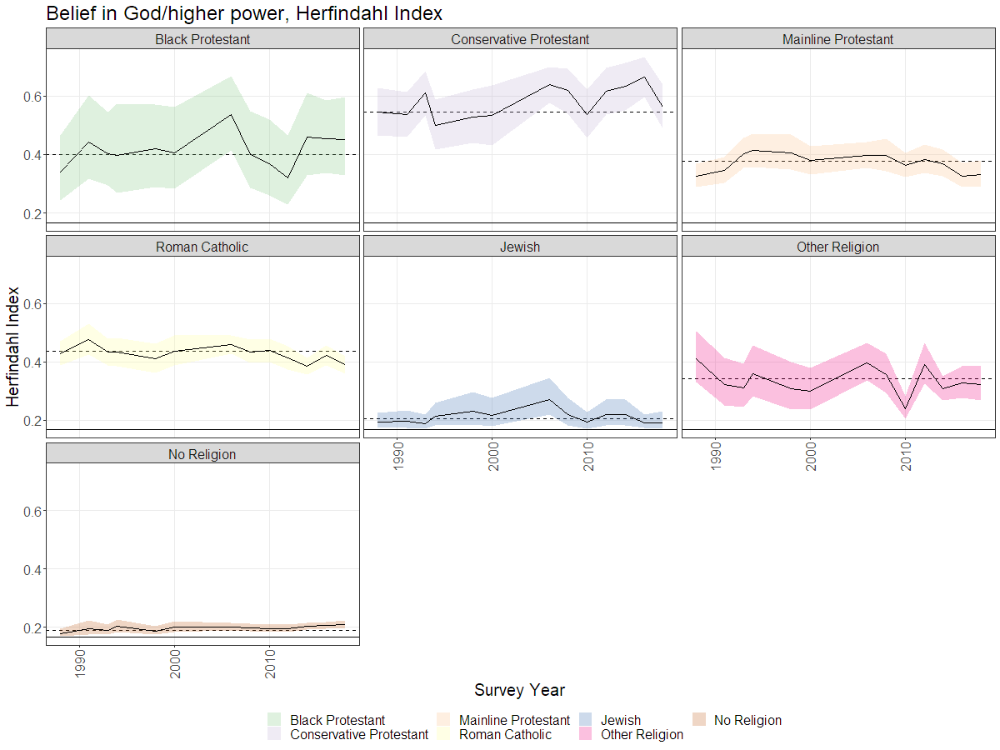 Belief in God/higher power, Herfindahl Index
Black Protestant
Conservative Protestant
Mainline Protestant
0.6
0.4
0.2
Roman Catholic
Jewish
Other Religion
Herfindahl Index
0.6
0.4
0.2
1990
2000
2010
1990
2000
2010
No Religion
0.6
0.4
0.2
1990
2000
2010
Survey Year
Black Protestant
Mainline Protestant
Jewish
No Religion
Conservative Protestant
Roman Catholic
Other Religion